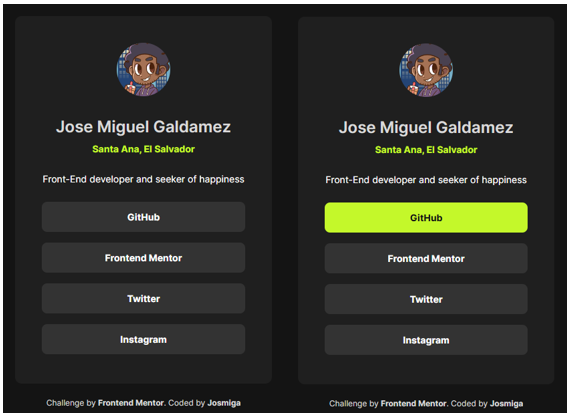 Jose Miguel Galdamez
Santa Ana, El Salvador
Front-End developer and seeker of happiness
GitHub
Frontend Mentor
Twitter
Instagram
Challenge by Frontend Mentor. Coded by Josmiga
Jose Miguel Galdamez
Santa Ana, El Salvador
Front-End developer and seeker of happiness
GitHub
Frontend Mentor
Twitter
Instagram
Challenge by Frontend Mentor. Coded by Josmiga